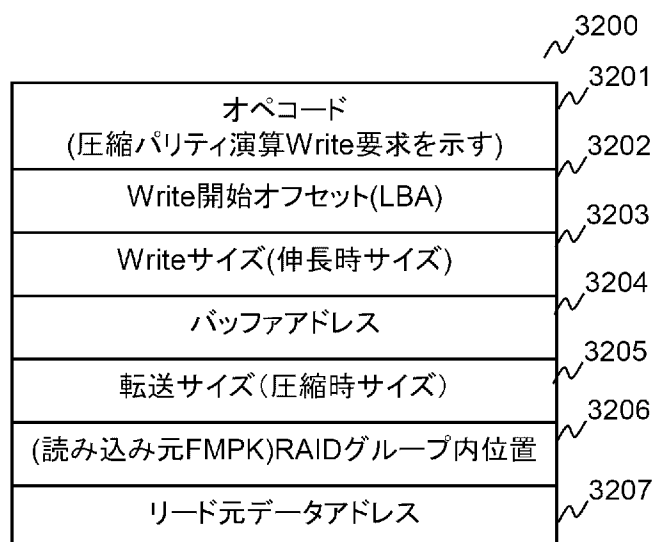 3200
3201
オペコード
(圧縮パリティ演算Write要求を示す)
3202
Write開始オフセット(LBA)
3203
Writeサイズ(伸長時サイズ)
3204
バッファアドレス
3205
転送サイズ(圧縮時サイズ)
3206
(読み込み元FMPK)RAIDグループ内位置
3207
リード元データアドレス